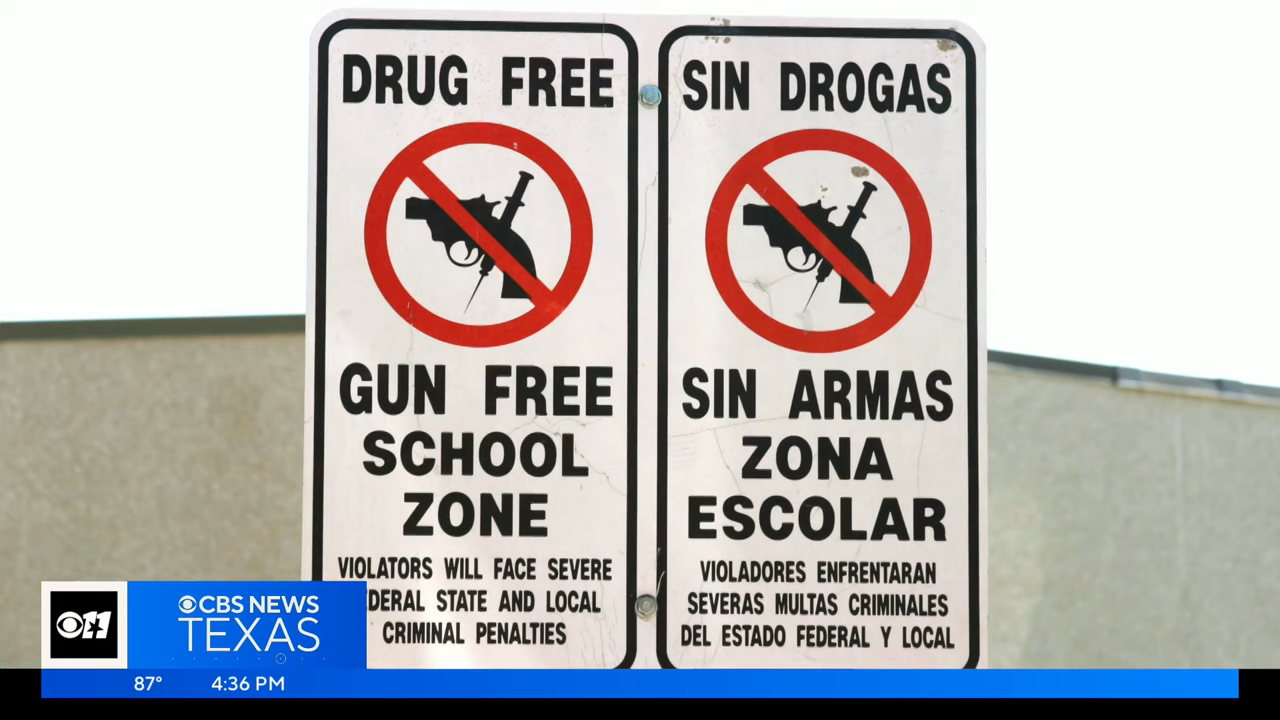 DRUG FREE
GUN FREE
SCHOOL
ZONE
VIOLATORS WILL FACE SEVERE
DERAL STATE AND LOCAL
CRIMINAL PENALTIES
SIN DROGAS
SIN ARMAS
ZONA
ESCOLAR
VIOLADORES ENFRENTARAN
SEVERAS MULTAS CRIMINALES
DEL ESTADO FEDERAL Y LOCAL
11
CBS NEWS
TEXAS
87° 4:36 PM